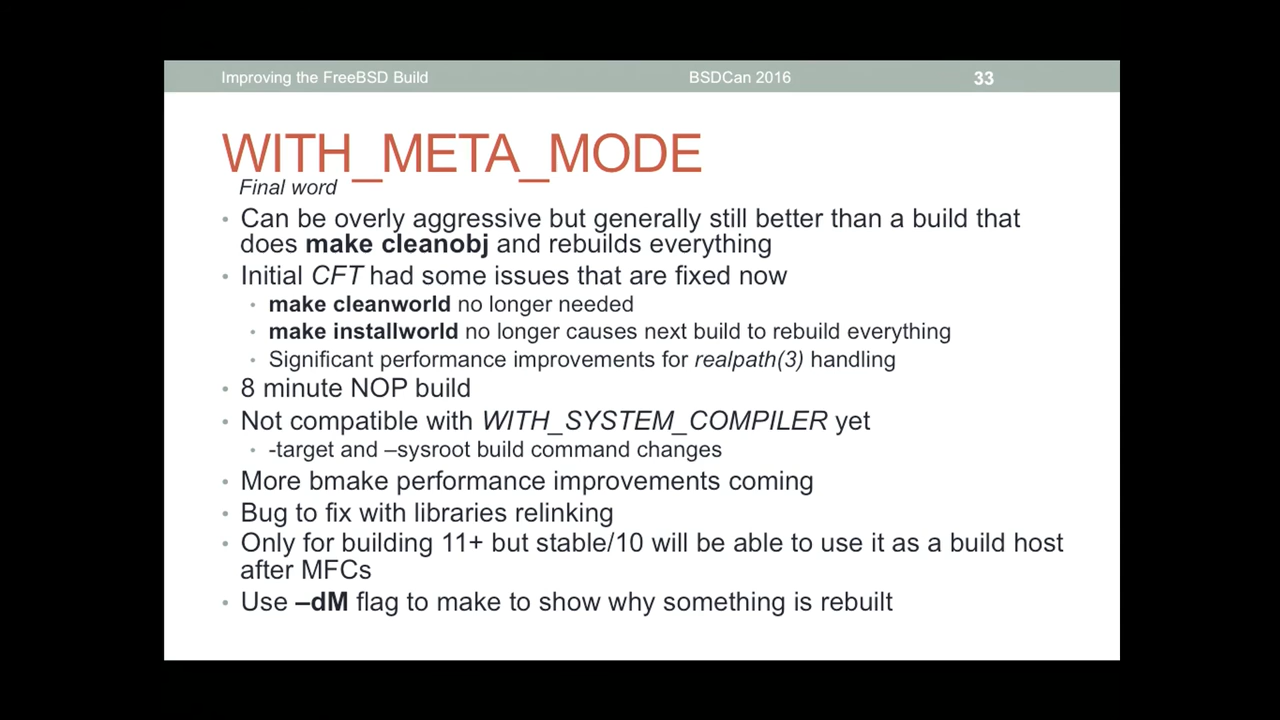 Improving the FreeBSD Build BSDCan 2016 33
WITH_META_MODE
Final word
• Can be overly aggressive but generally still better than a build that
does make cleanobj and rebuilds everything
• Initial CFT had some issues that are fixed now
• make cleanworld no longer needed
• make installworld no longer causes next build to rebuild everything
• Significant performance improvements for realpath(3) handling
• 8 minute NOP build
• Not compatible with WITH_SYSTEM_COMPILER yet
• -target and –sysroot build command changes
• More bmake performance improvements coming
• Bug to fix with libraries relinking
• Only for building 11+ but stable/10 will be able to use it as a build host
after MFCs
• Use –dM flag to make to show why something is rebuilt